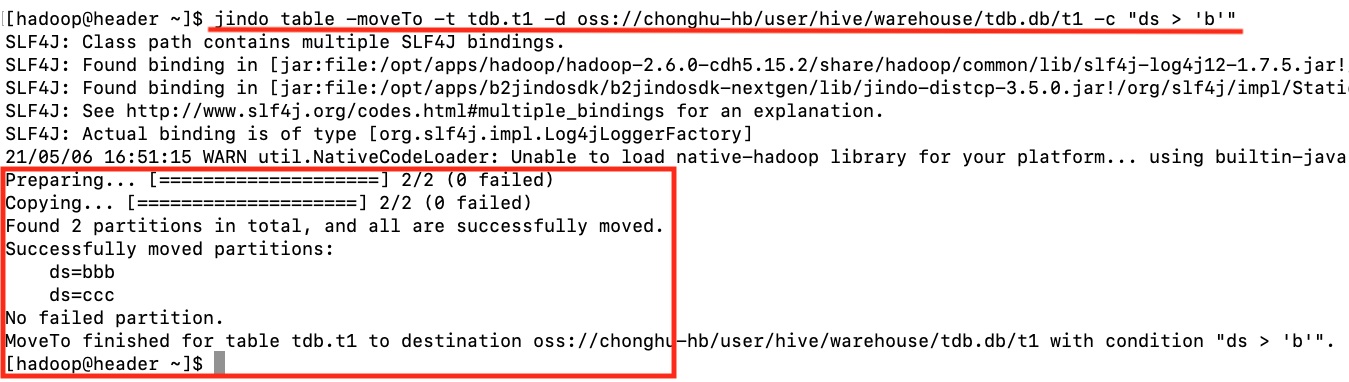 [hadoop@header ~]$ jindo table -moveTo -t tdb.t1 -d oss://chonghu-hb/user/hive/warehouse/tdb.db/t1 -c "ds > 'b'"
SLF4J: Class path contains multiple SLF4J bindings.
SLF4J: Found binding in [jar:file:/opt/apps/hadoop/hadoop-2.6.0-cdh5.15.2/share/hadoop/common/lib/slf4j-log4j12-1.7.5.jar!/
SLF4J: Found binding in [jar:file:/opt/apps/b2jindosdk/b2jindosdk-nextgen/lib/jindo-distcp-3.5.0.jar!/org/slf4j/impl/Static
SLF4J: See http://www.slf4j.org/codes.html#multiple_bindings for an explanation.
SLF4J: Actual binding is of type [org.slf4j.impl.Log4jLoggerFactory]
21/05/06 16:51:15 WARN util.NativeCodeLoader: Unable to load native-hadoop library for your platform... using builtin-java
Preparing... [====================] 2/2 (0 failed)
Copying... [====================] 2/2 (0 failed)
Found 2 partitions in total, and all are successfully moved.
Successfully moved partitions:
ds=bbb
ds=ccc
No failed partition.
MoveTo finished for table tdb.t1 to destination oss://chonghu-hb/user/hive/warehouse/tdb.db/t1 with condition "ds > 'b'".
[hadoop@header ~]$